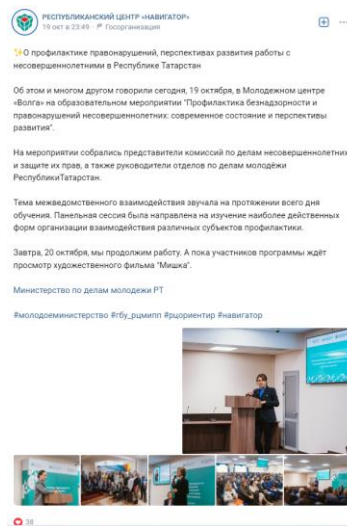 РЕСПУБЛИКАНСКИЙ ЦЕНТР «НАВИГАТОР»
19 окт в 23:49 · Госорганизация
✨О профилактике правонарушений, перспективах развития работы с
несовершеннолетними в Республике Татарстан
Об этом и многом другом говорили сегодня, 19 октября, в Молодежном центре
«Волга» на образовательном мероприятии "Профилактика безнадзорности и
правонарушений несовершеннолетних: современное состояние и перспективы
развития".
На мероприятии собрались представители комиссий по делам несовершеннолетних
и защите их прав, а также руководители отделов по делам молодёжи
РеспубликиТатарстан.
Тема межведомственного взаимодействия звучала на протяжении всего дня
обучения. Панельная сессия была направлена на изучение наиболее действенных
форм организации взаимодействия различных субъектов профилактики.
Завтра, 20 октября, мы продолжим работу. А пока участников программы ждёт
просмотр художественного фильма "Мишка".
Министерство по делам молодежи РТ
#молодоеминистерство #гбу_рцмипп #рцориентир #навигатор
38